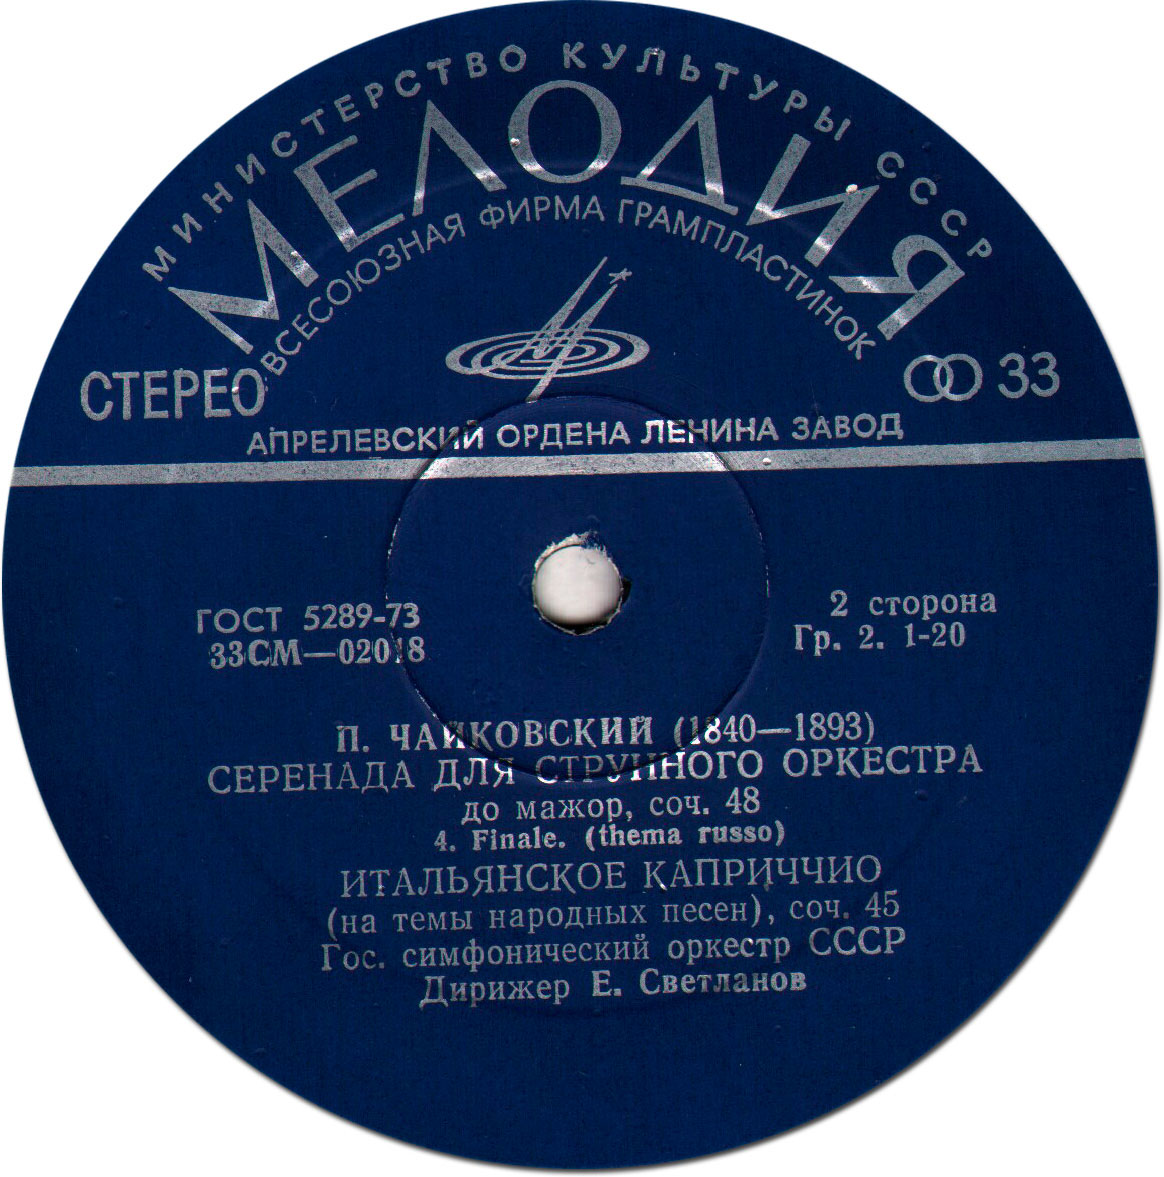 МИНИСТЕРСТВО КУЛЬТУРЫ СССР
МЕЛОДИЯ
ВСЕСОЮЗНАЯ ФИРМА ГРАМПЛАСТИНОК
СТЕРЕО
33
АПРЕЛЕВСКИЙ ОРДЕНА ЛЕНИНА ЗАВОД
ГОСТ 5289-73
33СМ—02018
2 сторона
Гр. 2. 1-20
П. ЧАЙКОВСКИЙ (1840—1893)
СЕРЕНАДА ДЛЯ СТРУННОГО ОРКЕСТРА
до мажор, соч. 48
4. Finale. (thema russo)
ИТАЛЬЯНСКОЕ КАПРИЧЧИО
(на темы народных песен), соч. 45
Гос. симфонический оркестр СССР
Дирижер Е. Светланов